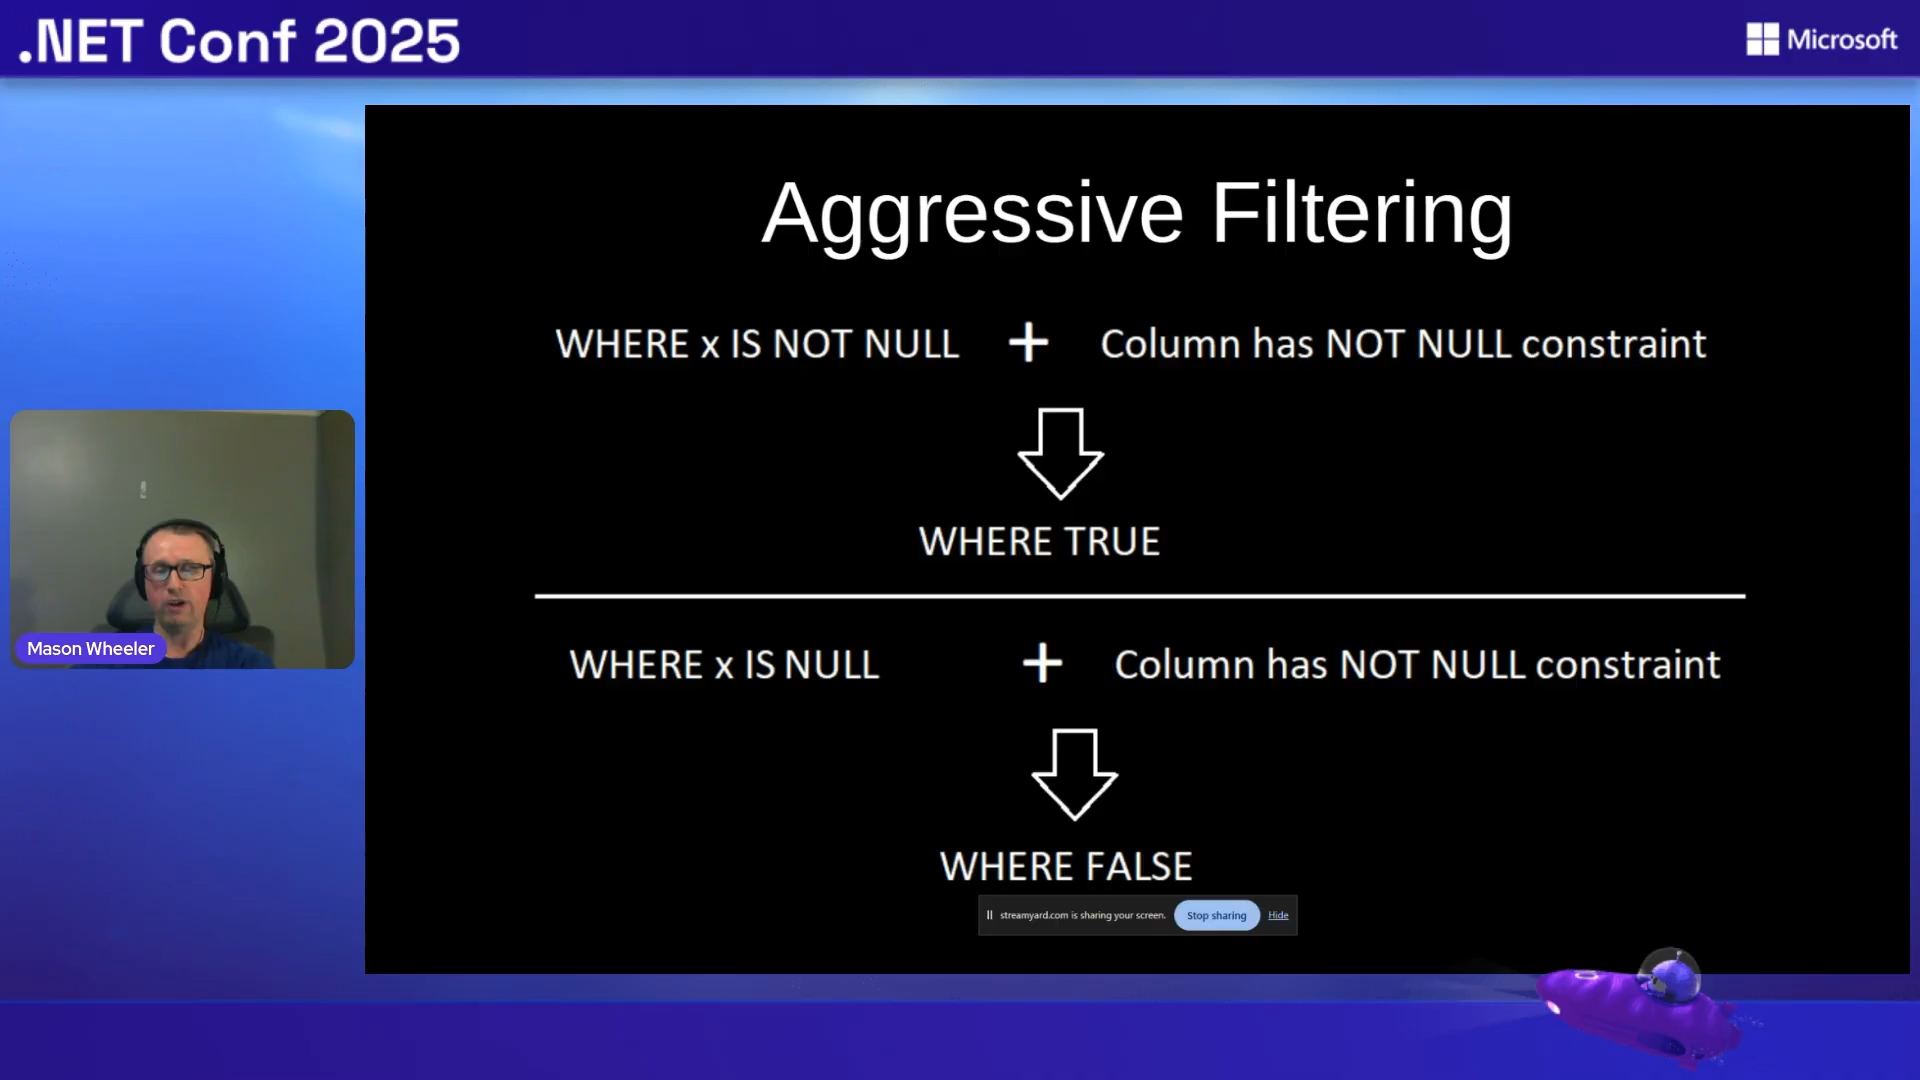 .NET Conf 2025
Microsoft
Aggressive Filtering
WHERE x IS NOT NULL + Column has NOT NULL constraint
WHERE TRUE
WHERE x IS NULL + Column has NOT NULL constraint
WHERE FALSE
streamyard.com is sharing your screen. Stop sharing Hide
Mason Wheeler